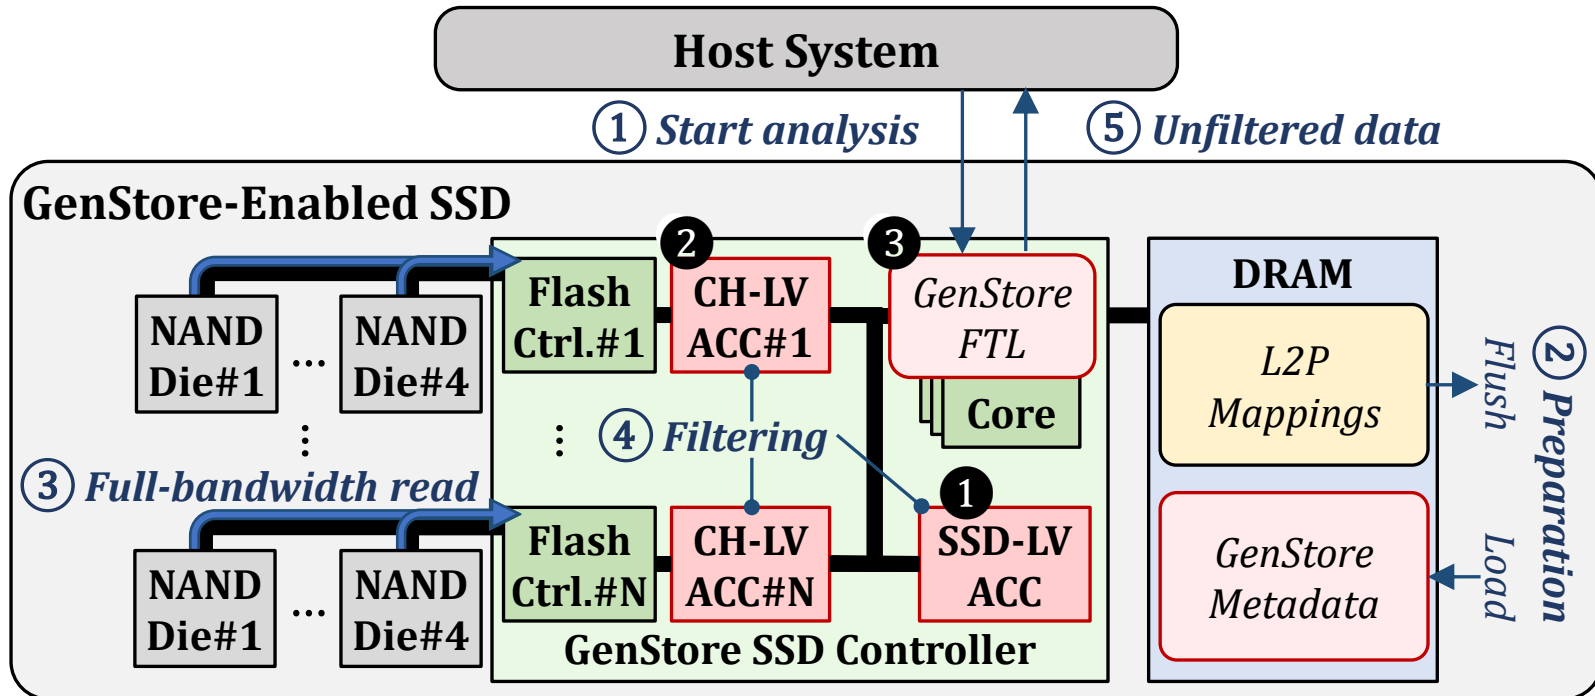 Host System
① Start analysis
⑤ Unfiltered data
GenStore-Enabled SSD
❷
❸
NAND
Die#1
...
NAND
Die#4
Flash
Ctrl.#1
CH-LV
ACC#1
GenStore
FTL
Core
DRAM
L2P
Mappings
Flush
② Preparation
④ Filtering
③ Full-bandwidth read
❶
NAND
Die#1
...
NAND
Die#4
Flash
Ctrl.#N
CH-LV
ACC#N
SSD-LV
ACC
GenStore
Metadata
Load
GenStore SSD Controller